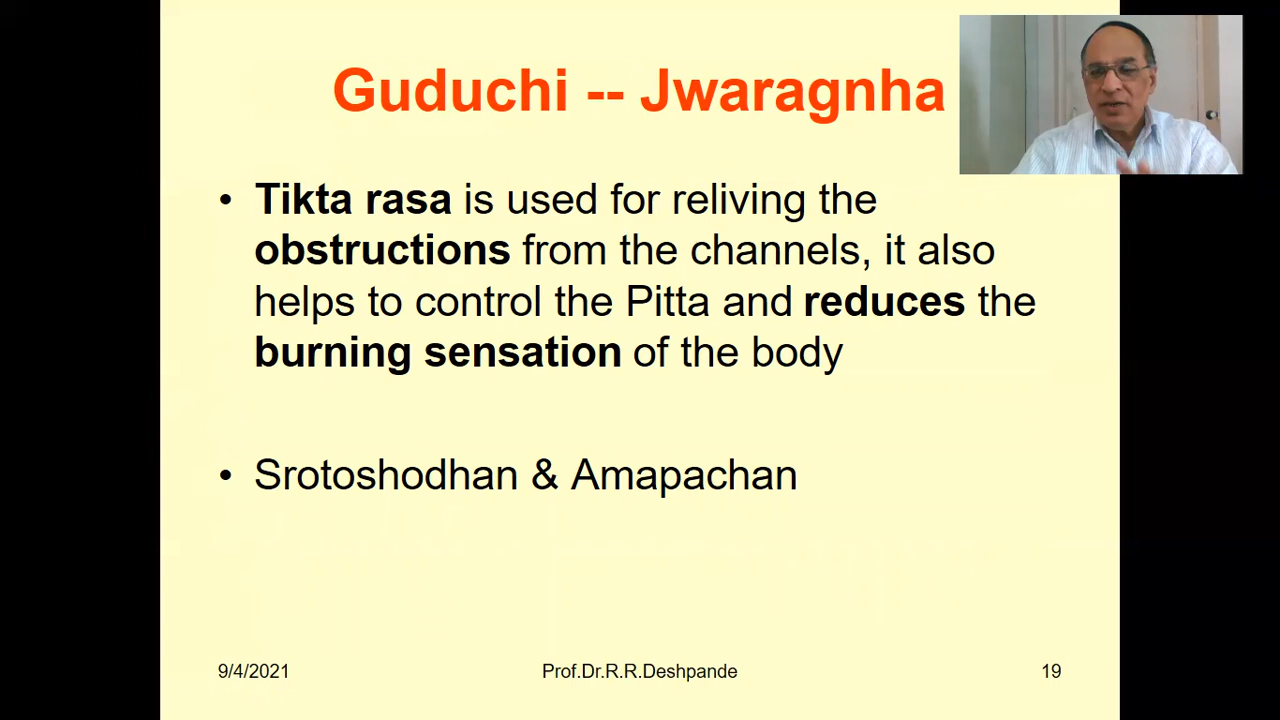 Guduchi -- Jwaragnha
• Tikta rasa is used for reliving the
obstructions from the channels, it also
helps to control the Pitta and reduces the
burning sensation of the body
• Srotoshodhan & Amapachan
9/4/2021 Prof.Dr.R.R.Deshpande 19